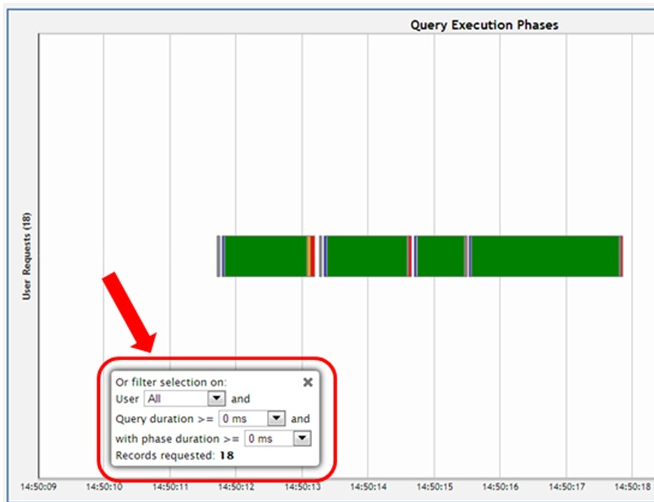 Query Execution Phases
User Requests (18)
Or filter selection on:
User All and
Query duration >= 0 ms and
with phase duration >= 0 ms
Records requested: 18
14:50:09 14:50:10 14:50:11 14:50:12 14:50:13 14:50:14 14:50:15 14:50:16 14:50:17 14:50:18